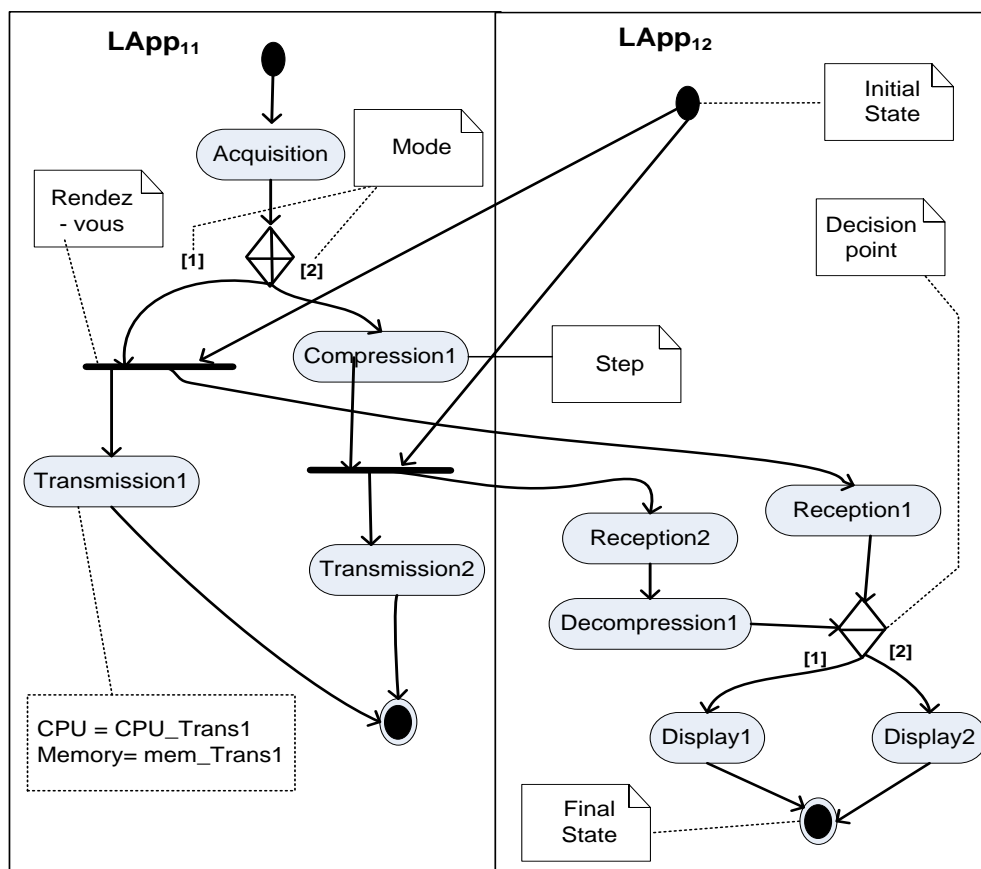 LApp₁₁
LApp₁₂
Initial
State
Acquisition
Mode
Rendez
- vous
Decision
point
[1]
[2]
Compression1
Step
Transmission1
Reception1
Reception2
Transmission2
Decompression1
[1]
[2]
CPU = CPU_Trans1
Memory= mem_Trans1
Display1
Display2
Final
State